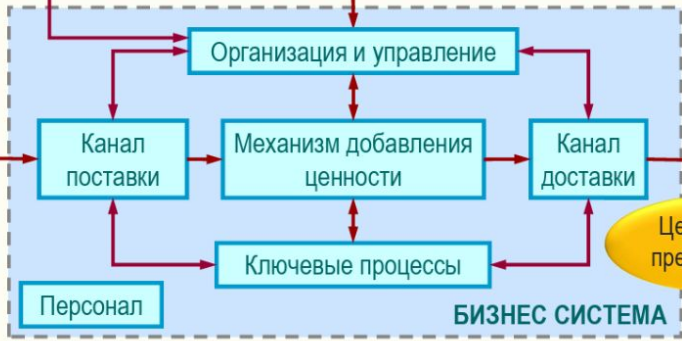 Организация и управление
Канал
поставки
Механизм добавления
ценности
Канал
доставки
Ключевые процессы
Персонал
БИЗНЕС СИСТЕМА